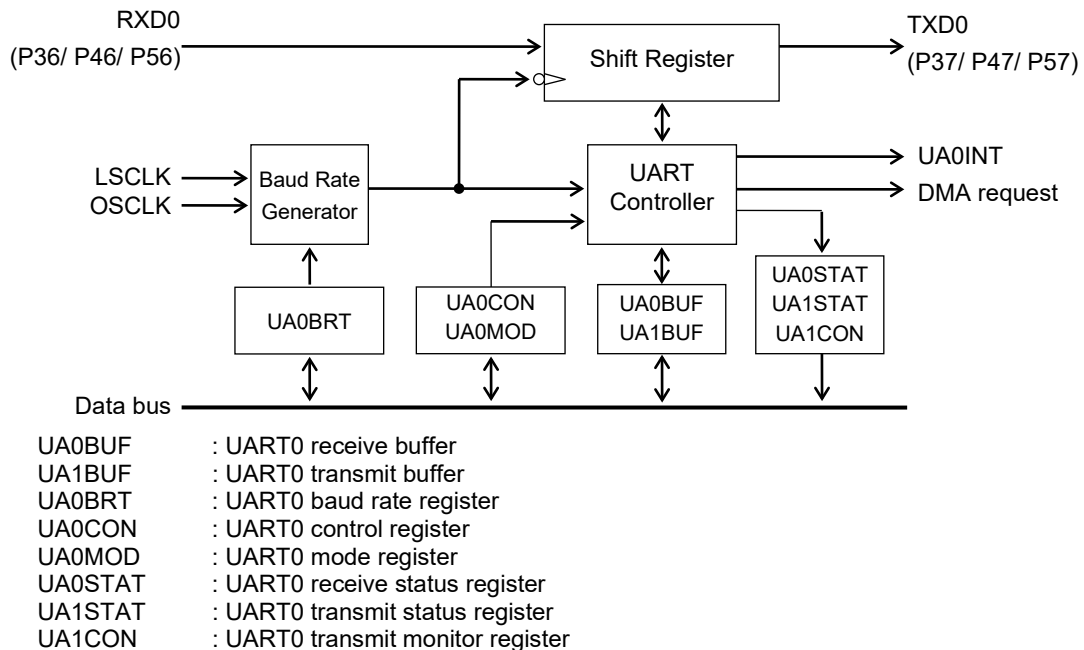 RXD0
(P36/ P46/ P56)
Shift Register
TXD0
(P37/ P47/ P57)
LSCLK
OSCLK
Baud Rate
Generator
UART
Controller
UA0INT
DMA request
UA0BRT
UA0CON
UA0MOD
UA0BUF
UA1BUF
UA0STAT
UA1STAT
UA1CON
Data bus
UA0BUF : UART0 receive buffer
UA1BUF : UART0 transmit buffer
UA0BRT : UART0 baud rate register
UA0CON : UART0 control register
UA0MOD : UART0 mode register
UA0STAT : UART0 receive status register
UA1STAT : UART0 transmit status register
UA1CON : UART0 transmit monitor register